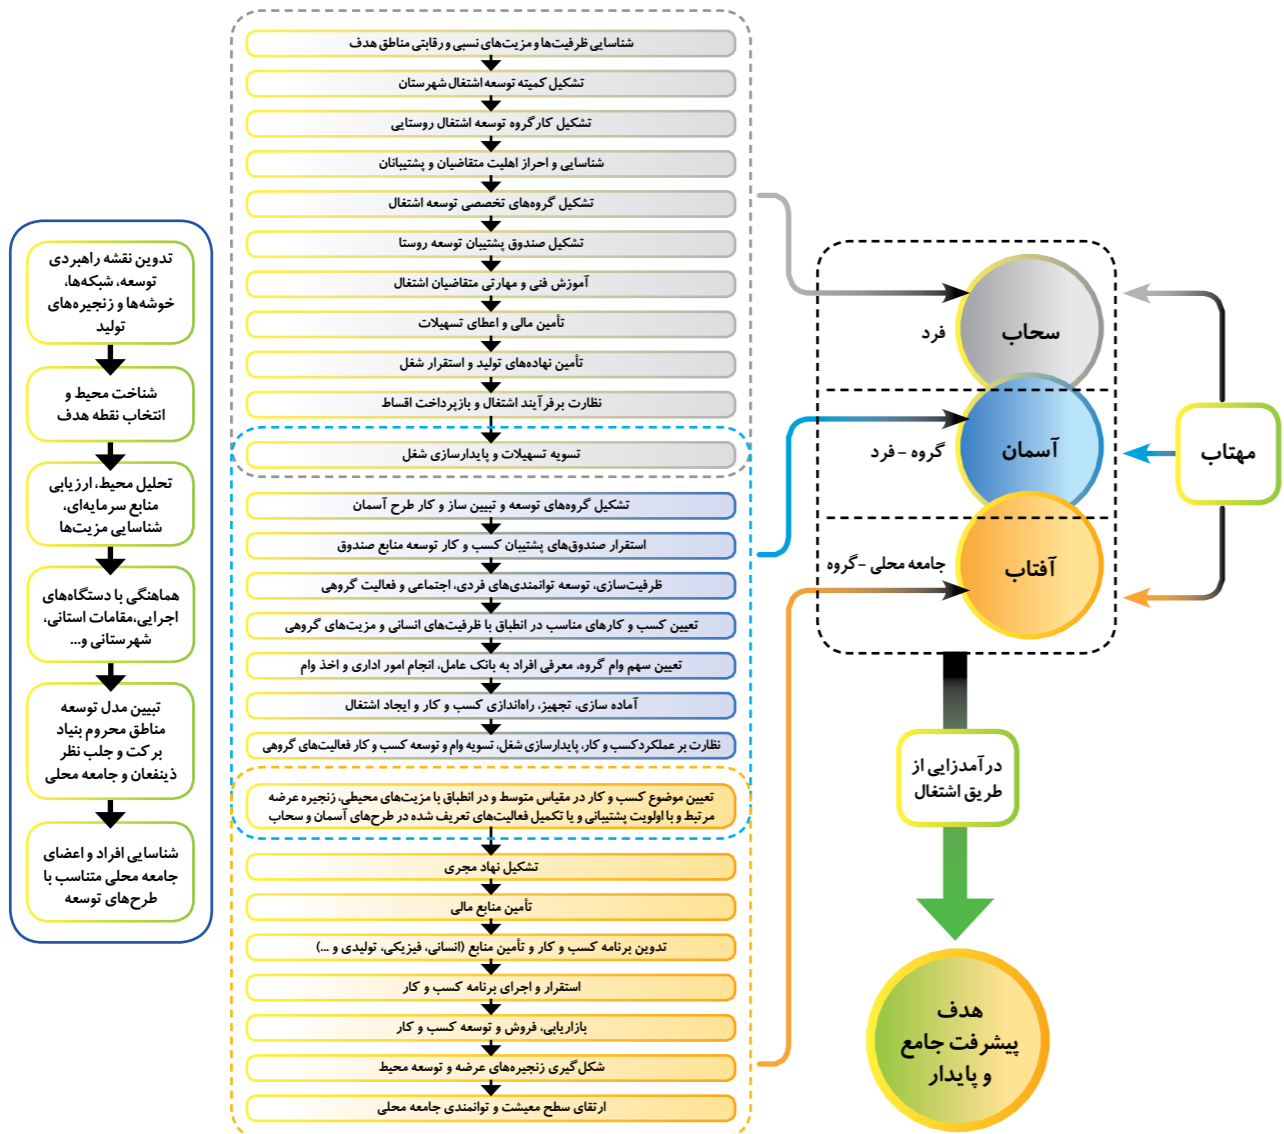 مهتاب
سحاب
فرد
آسمان
گروه - فرد
آفتاب
جامعه محلی -گروه
درآمدزایی از
طریق اشتغال
هدف
پیشرفت جامع
و پایدار
شناسایی ظرفیت‌ها و مزیت‌های نسبی و رقابتی مناطق هدف
تشکیل کمیته توسعه اشتغال شهرستان
تشکیل کارگروه توسعه اشتغال روستایی
شناسایی و احراز اهلیت متقاضیان و پشتیبانان
تشکیل گروه‌های تخصصی توسعه اشتغال
تشکیل صندوق پشتیبان توسعه روستا
آموزش فنی و مهارتی متقاضیان اشتغال
تأمین مالی و اعطای تسهیلات
تأمین نهاده‌های تولید و استقرار شغل
نظارت برفرآیند اشتغال و بازپرداخت اقساط
تسویه تسهیلات و پایدارسازی شغل
تشکیل گروه‌های توسعه و تبیین ساز و کار طرح آسمان
استقرار صندوق‌های پشتیبان کسب و کار توسعه منابع صندوق
ظرفیت‌سازی، توسعه توانمندی‌های فردی، اجتماعی و فعالیت گروهی
تعیین کسب و کارهای مناسب در انطباق با ظرفیت‌های انسانی و مزیت‌های گروهی
تعیین سهم وام گروه، معرفی افراد به بانک عامل، انجام امور اداری و اخذ وام
آماده سازی، تجهیز، راه‌اندازی کسب و کار و ایجاد اشتغال
نظارت بر عملکردکسب و کار، پایدارسازی شغل، تسویه وام و توسعه کسب و کار فعالیت‌های گروهی
تعیین موضوع کسب و کار در مقیاس متوسط و در انطباق با مزیت‌های محیطی، زنجیره عرضه
مرتبط و با اولویت پشتیبانی و یا تکمیل فعالیت‌های تعریف شده در طرح‌های آسمان و سحاب
تشکیل نهاد مجری
تأمین منابع مالی
تدوین برنامه کسب و کار و تأمین منابع (انسانی، فیزیکی، تولیدی و ...)
استقرار و اجرای برنامه کسب و کار
بازاریابی، فروش و توسعه کسب و کار
شکل‌گیری زنجیره‌های عرضه و توسعه محیط
ارتقای سطح معیشت و توانمندی جامعه محلی
تدوین نقشه راهبردی
توسعه، شبکه‌ها،
خوشه‌ها و زنجیره‌های
تولید
شناخت محیط و
انتخاب نقطه هدف
تحلیل محیط، ارزیابی
منابع سرمایه‌ای،
شناسایی مزیت‌ها
هماهنگی با دستگاه‌های
اجرایی،مقامات استانی،
شهرستانی و...
تبیین مدل توسعه
مناطق محروم بنیاد
برکت و جلب نظر
ذینفعان و جامعه محلی
شناسایی افراد و اعضای
جامعه محلی متناسب با
طرح‌های توسعه